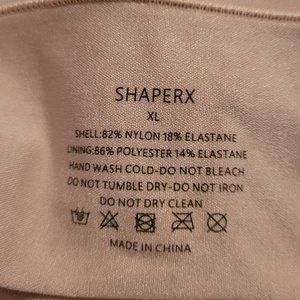 SHAPERX
XL
SHELL:82% NYLON 18% ELASTANE
LINING:86% POLYESTER 14% ELASTANE
HAND WASH COLD-DO NOT BLEACH
DO NOT TUMBLE DRY-DO NOT IRON
DO NOT DRY CLEAN
MADE IN CHINA